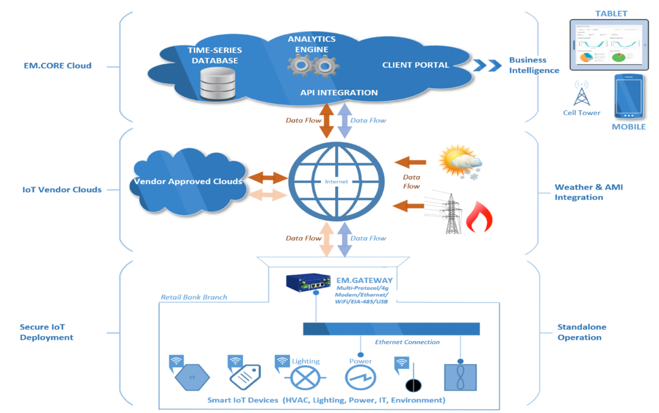 TABLET
ANALYTICS
ENGINE
TIME-SERIES
DATABASE
CLIENT PORTAL
API INTEGRATION
EM.CORE Cloud
Business
Intelligence
Cell Tower
MOBILE
Data Flow
Data Flow
IoT Vendor Clouds
Vendor Approved Clouds
Internet
Data
Flow
Weather & AMI
Integration
Data Flow
Data Flow
EM.GATEWAY
Multi-Protocol/4g
Modem/Ethernet/
WiFi/EIA-485/USB
Retail Bank Branch
Secure IoT
Deployment
Standalone
Operation
Ethernet Connection
Lighting
Power
Smart IoT Devices (HVAC, Lighting, Power, IT, Environment)